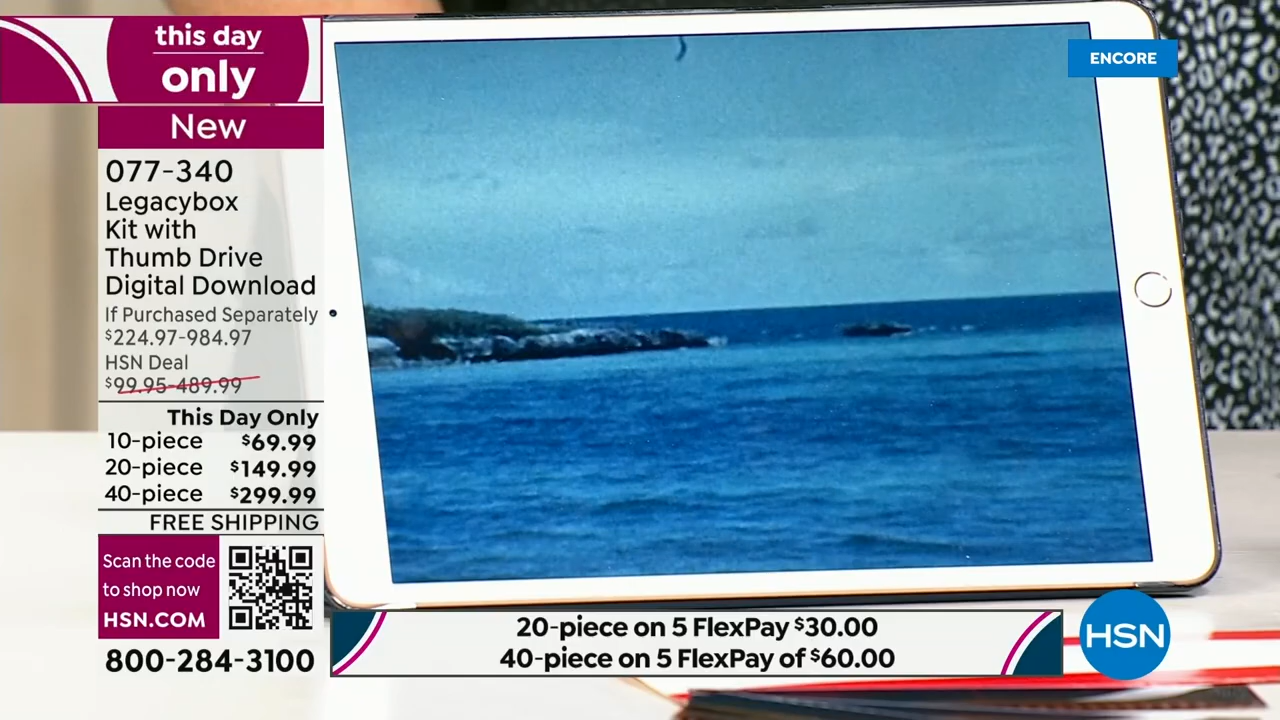 this day
only
New
077-340
Legacybox
Kit with
Thumb Drive
Digital Download
If Purchased Separately
$224.97-984.97
HSN Deal
$99.95-489.99
This Day Only
10-piece $69.99
20-piece $149.99
40-piece $299.99
FREE SHIPPING
Scan the code
to shop now
HSN.COM
800-284-3100
ENCORE
20-piece on 5 FlexPay $30.00
40-piece on 5 FlexPay of $60.00
HSN